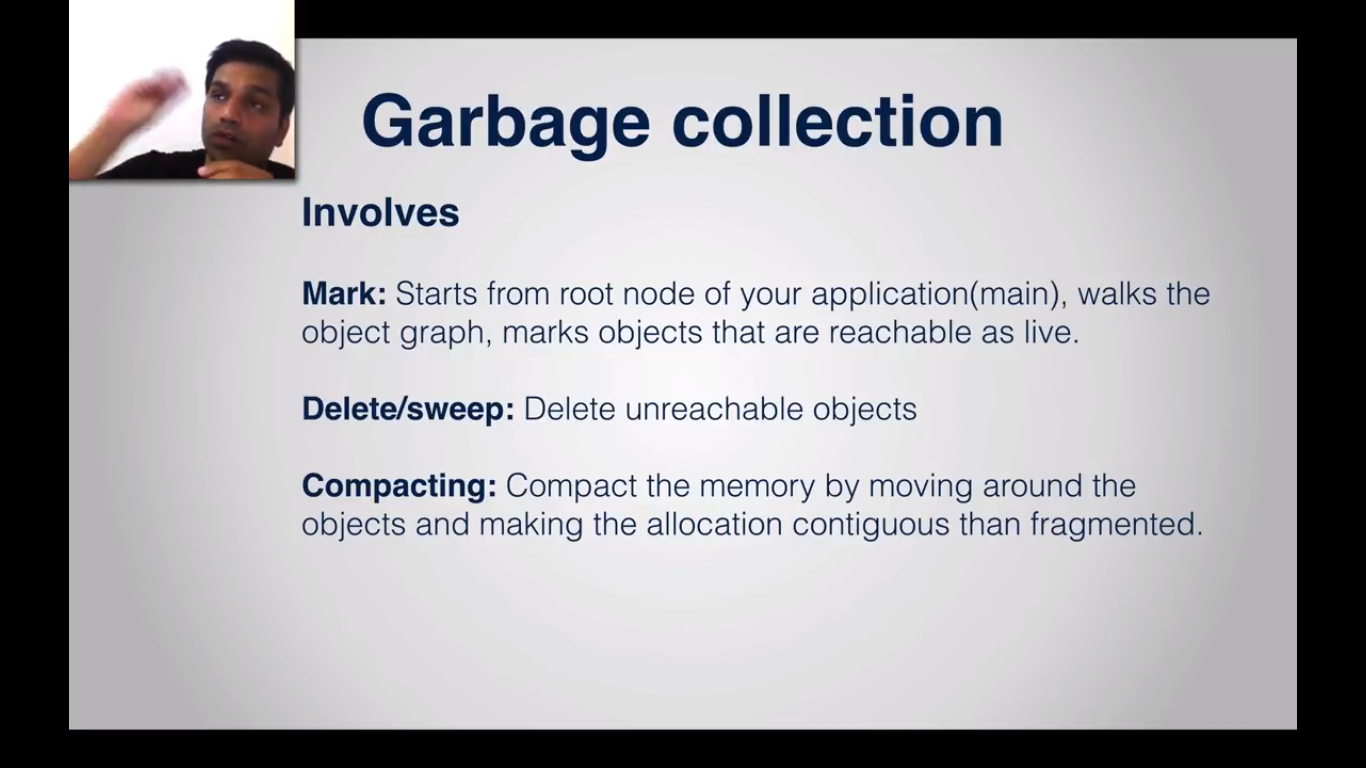 Garbage collection
Involves
Mark: Starts from root node of your application(main), walks the
object graph, marks objects that are reachable as live.
Delete/sweep: Delete unreachable objects
Compacting: Compact the memory by moving around the
objects and making the allocation contiguous than fragmented.